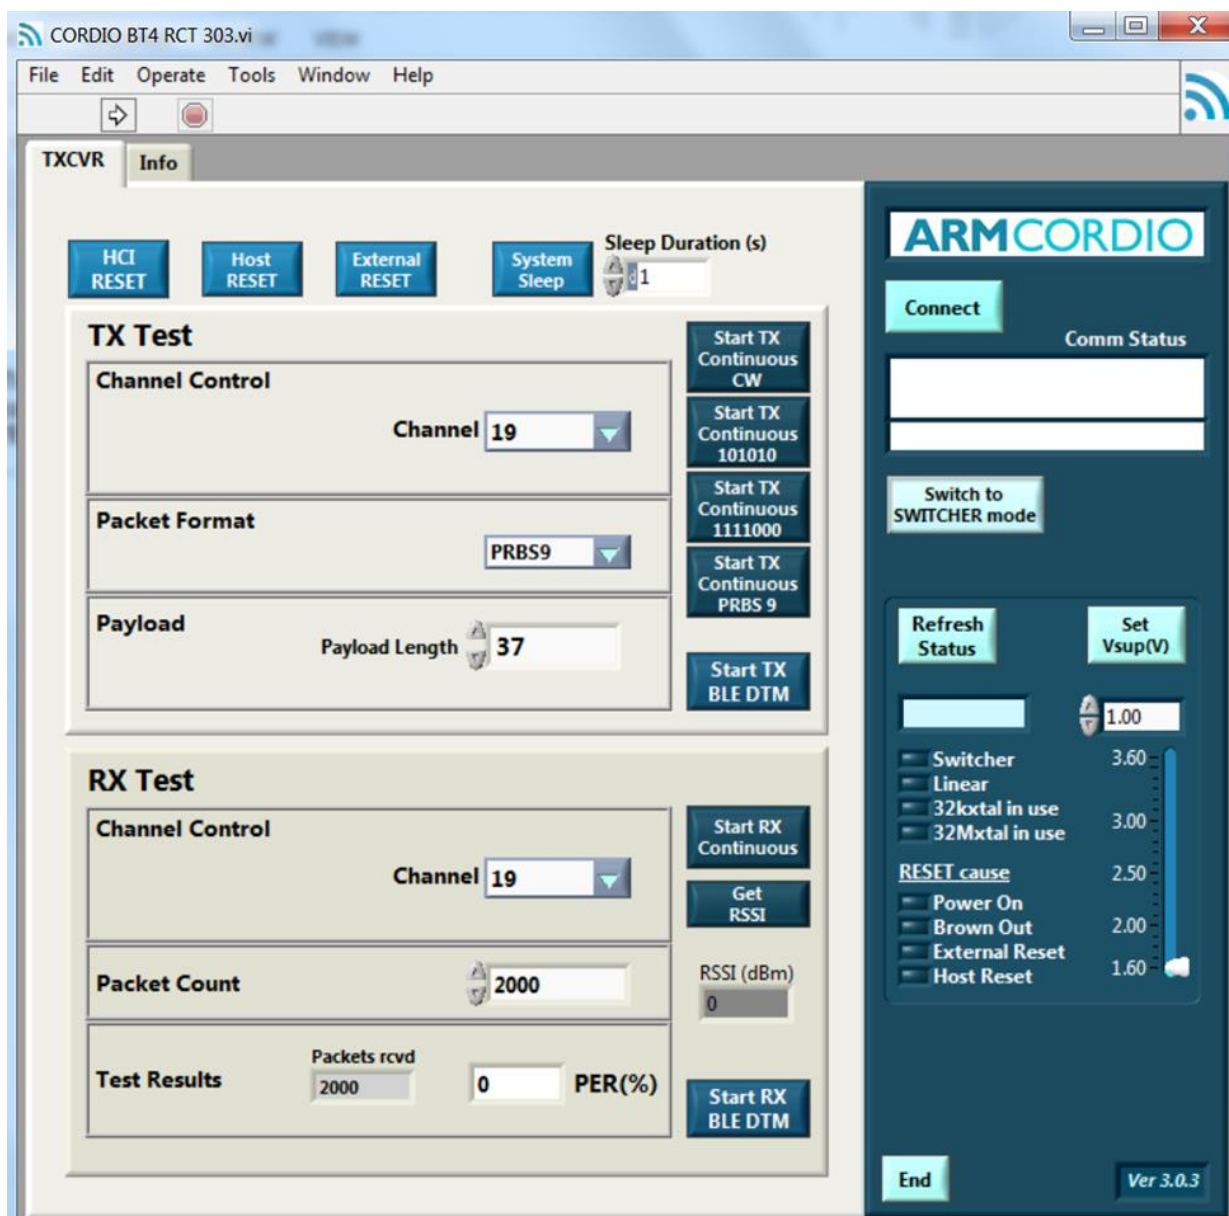 CORDIO BT4 RCT 303.vi
File Edit Operate Tools Window Help
TXCVR
Info
HCI
RESET
Host
RESET
External
RESET
System
Sleep
Sleep Duration (s)
d1
TX Test
Channel Control
Channel 19
Packet Format
PRBS9
Payload
Payload Length 37
Start TX
Continuous
CW
Start TX
Continuous
101010
Start TX
Continuous
1111000
Start TX
Continuous
PRBS 9
Start TX
BLE DTM
RX Test
Channel Control
Channel 19
Packet Count 2000
Test Results
Packets rcvd
2000
0 PER(%)
Start RX
Continuous
Get
RSSI
RSSI (dBm)
0
Start RX
BLE DTM
ARMCORDIO
Connect
Comm Status
Switch to
SWITCHER mode
Refresh
Status
Set
Vsup(V)
1.00
Switcher
Linear
32kxtal in use
32Mxtal in use
RESET cause
Power On
Brown Out
External Reset
Host Reset
3.60
3.00
2.50
2.00
1.60
End
Ver 3.0.3